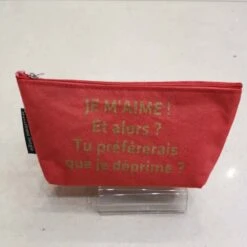 JE M'AIME !
Et alors ?
Tu préférerais
que je déprime ?